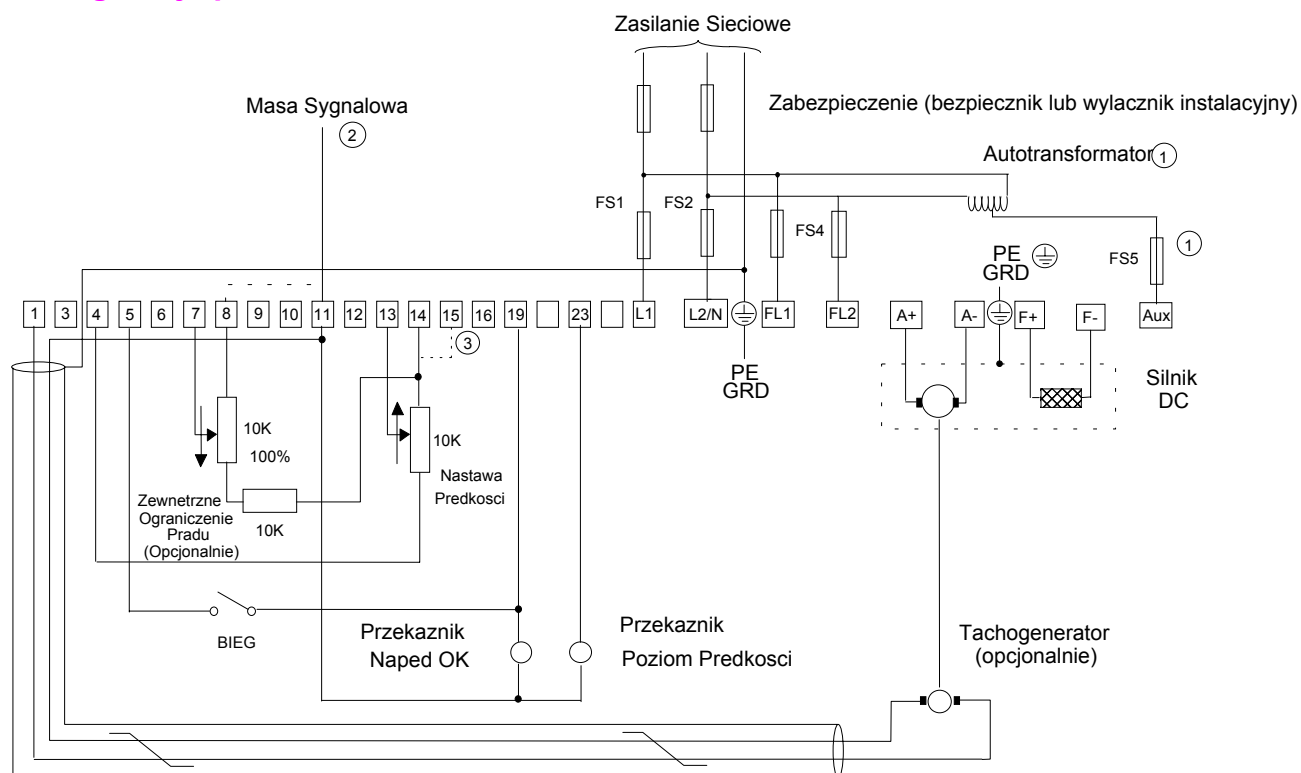 Zasilanie Sieciowe
Masa Sygnalowa
2
Zabezpieczenie (bezpiecznik lub wylacznik instalacyjny)
Autotransformator 1
FS1
FS2
FS4
FS5
1
PE
GRD
1 3 4 5 6 7 8 9 10 11 12 13 14 15 16 19 23 L1 L2/N FL1 FL2 A+ A- F+ F- Aux
3
PE
GRD
Silnik
DC
10K
100%
10K
Nastawa
Predkosci
Zewnetrzne
Ograniczenie
Pradu
(Opcjonalnie)
10K
BIEG
Przekaznik
Naped OK
Przekaznik
Poziom Predkosci
Tachogenerator
(opcjonalnie)